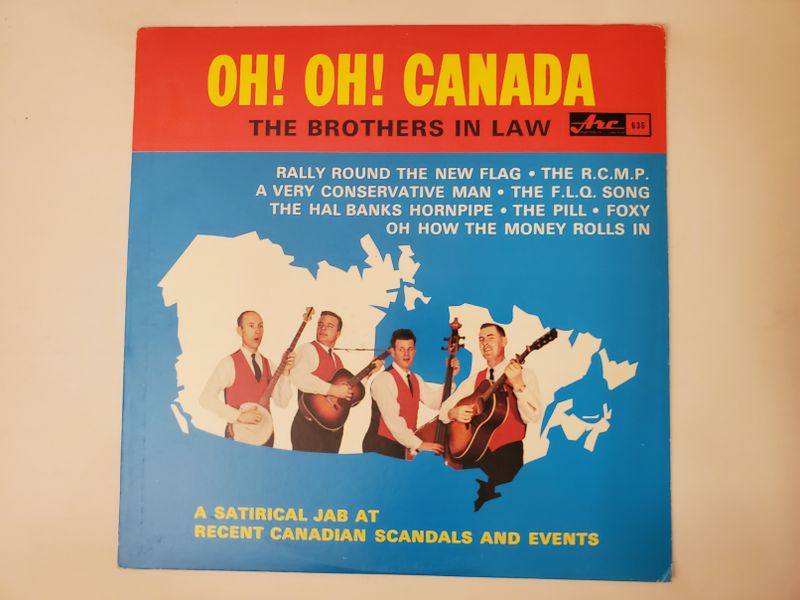 OH! OH! CANADA
THE BROTHERS IN LAW Arc 636
RALLY ROUND THE NEW FLAG • THE R.C.M.P.
A VERY CONSERVATIVE MAN • THE F.L.Q. SONG
THE HAL BANKS HORNPIPE • THE PILL • FOXY
OH HOW THE MONEY ROLLS IN
A SATIRICAL JAB AT
RECENT CANADIAN SCANDALS AND EVENTS